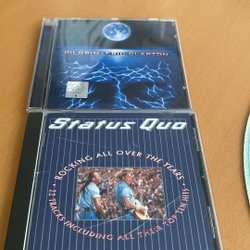 PILGRIM • ERIC CLAPTON
Status Quo
ROCKING ALL OVER THE YEARS
22 TRACKS INCLUDING ALL THEIR TOP TEN HITS